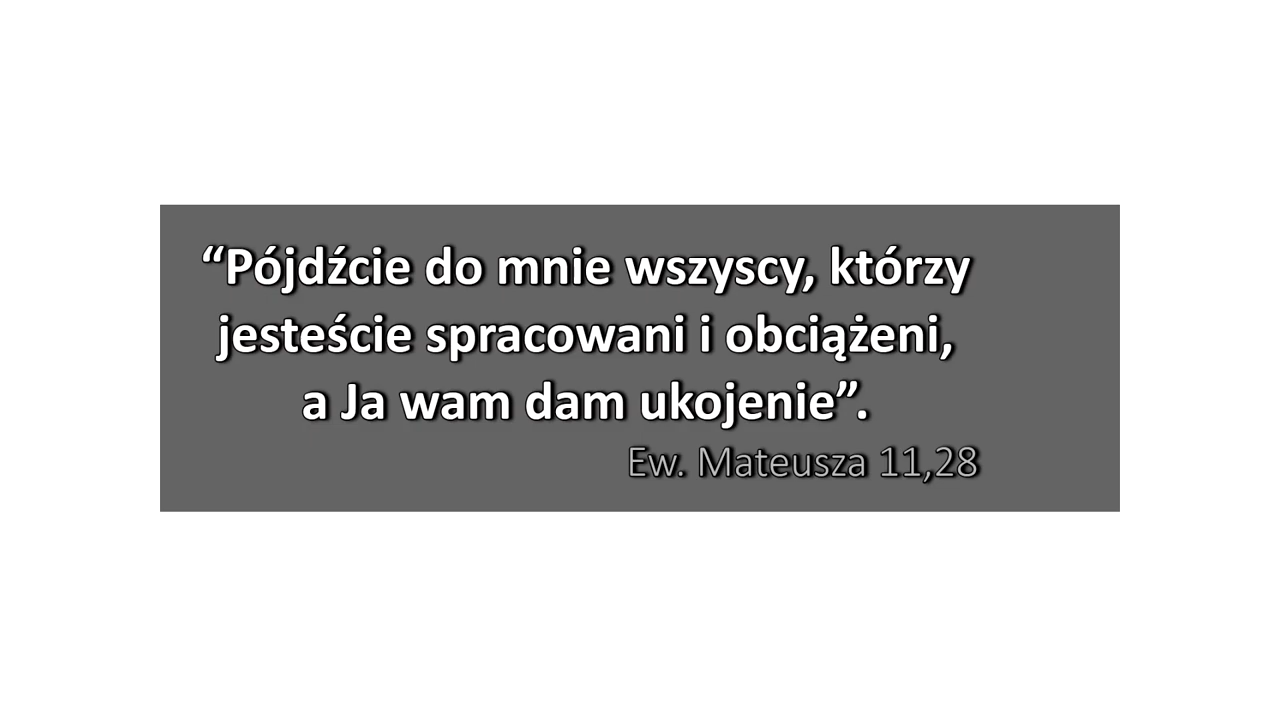 “Pójdźcie do mnie wszyscy, którzy
jesteście spracowani i obciążeni,
a Ja wam dam ukojenie”.
Ew. Mateusza 11,28